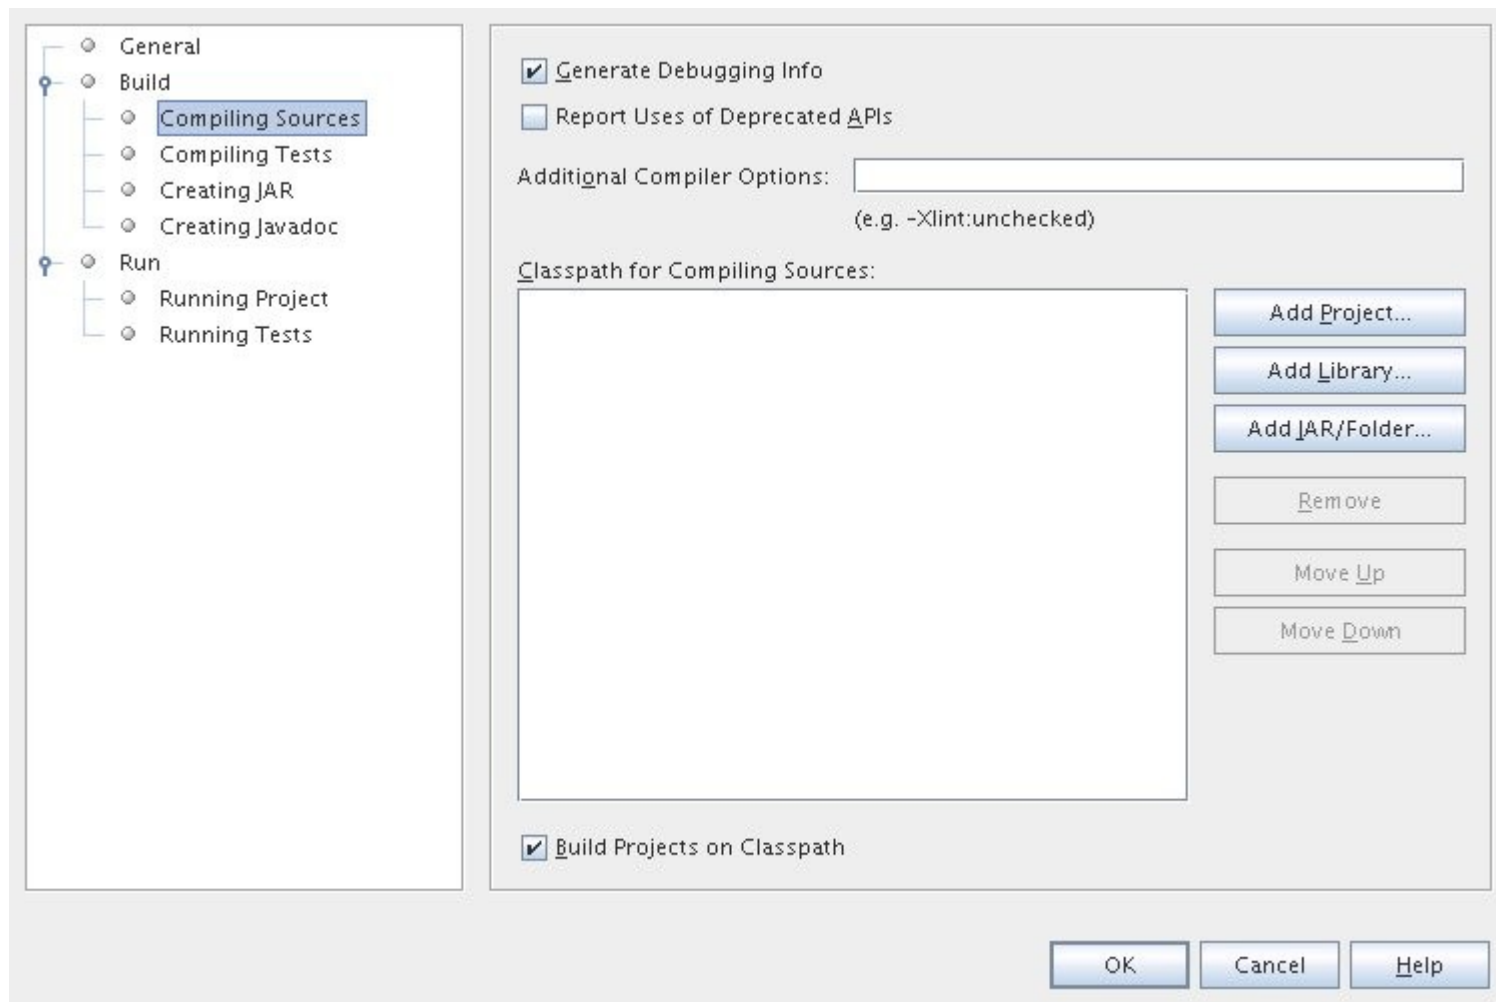 General
Build
Compiling Sources
Compiling Tests
Creating JAR
Creating Javadoc
Run
Running Project
Running Tests
Generate Debugging Info
Report Uses of Deprecated APIs
Additional Compiler Options:
(e.g. -Xlint:unchecked)
Classpath for Compiling Sources:
Add Project...
Add Library...
Add JAR/Folder...
Remove
Move Up
Move Down
Build Projects on Classpath
OK Cancel Help